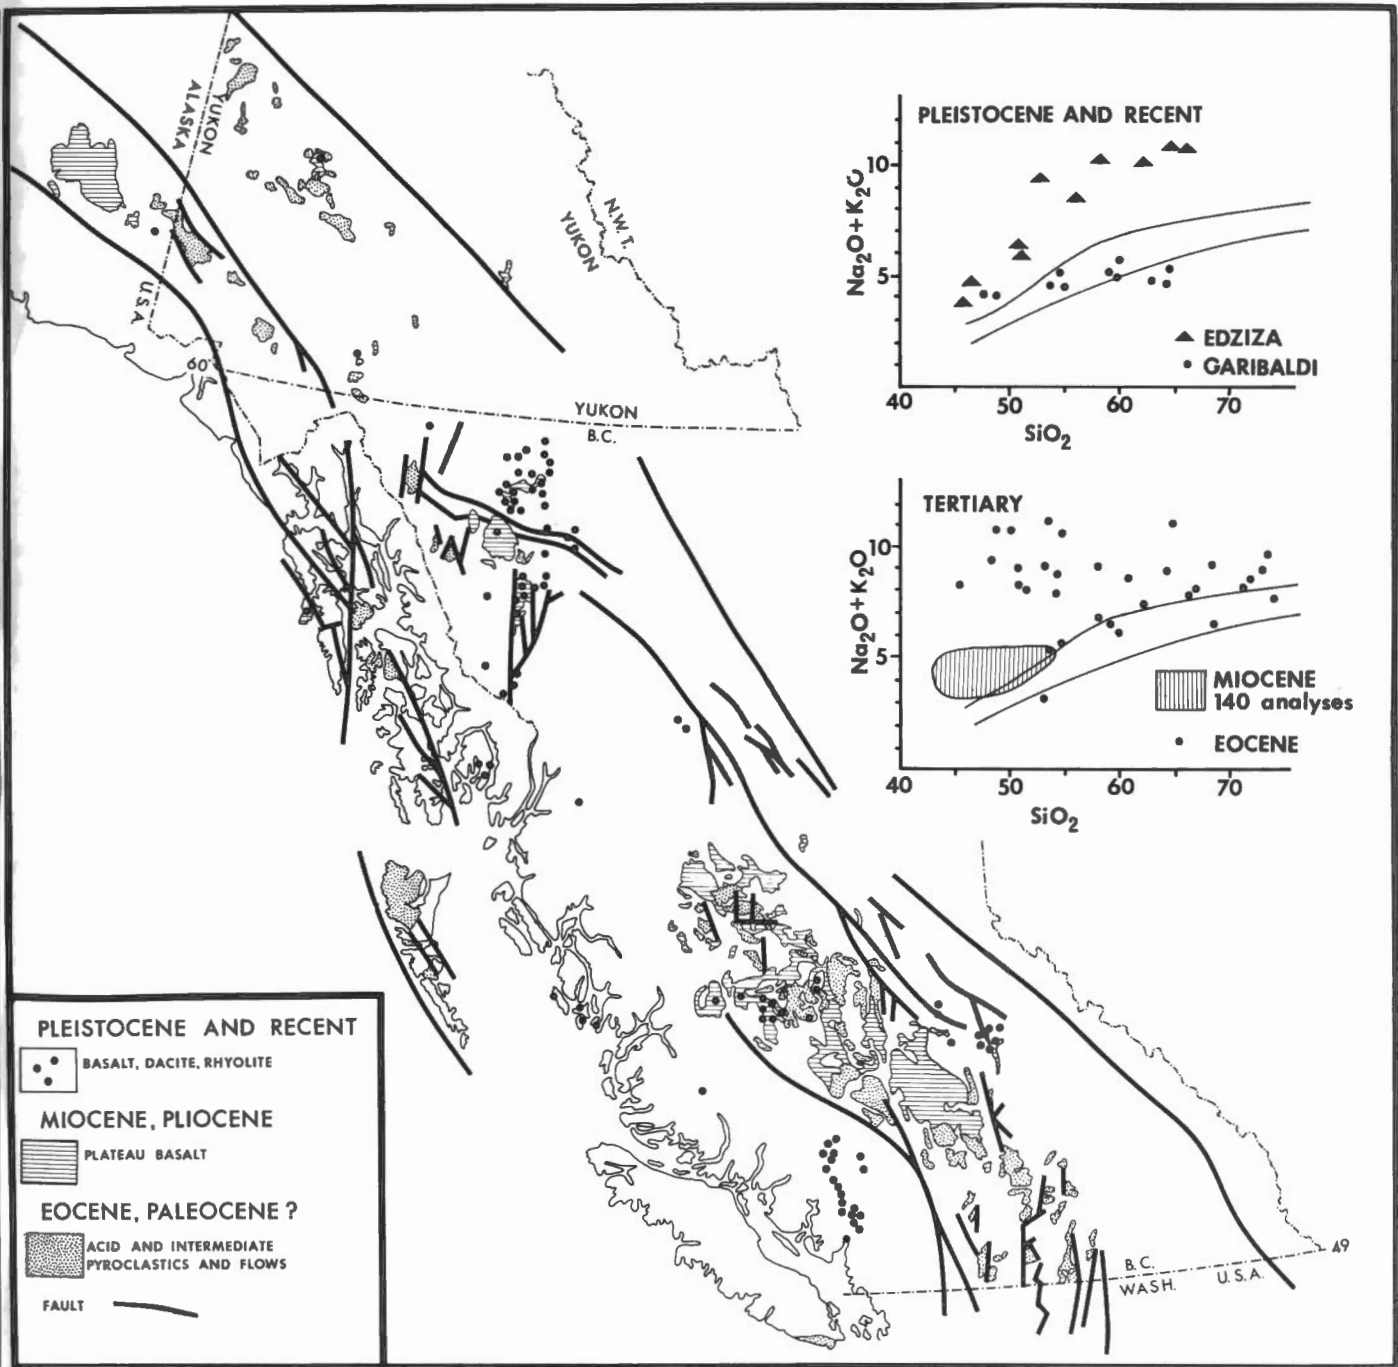 ALASKA
YUKON
U.S.A.
60
N.W.T.
YUKON
YUKON
B.C.
PLEISTOCENE AND RECENT
10
5
Na2O+K2O
EDZIZA
GARIBALDI
40 50 60 70
SiO2
TERTIARY
10
5
Na2O+K2O
MIOCENE
140 analyses
EOCENE
40 50 60 70
SiO2
PLEISTOCENE AND RECENT
BASALT, DACITE, RHYOLITE
MIOCENE, PLIOCENE
PLATEAU BASALT
EOCENE, PALEOCENE ?
ACID AND INTERMEDIATE
PYROCLASTICS AND FLOWS
FAULT
49
B.C.
WASH.
U.S.A.